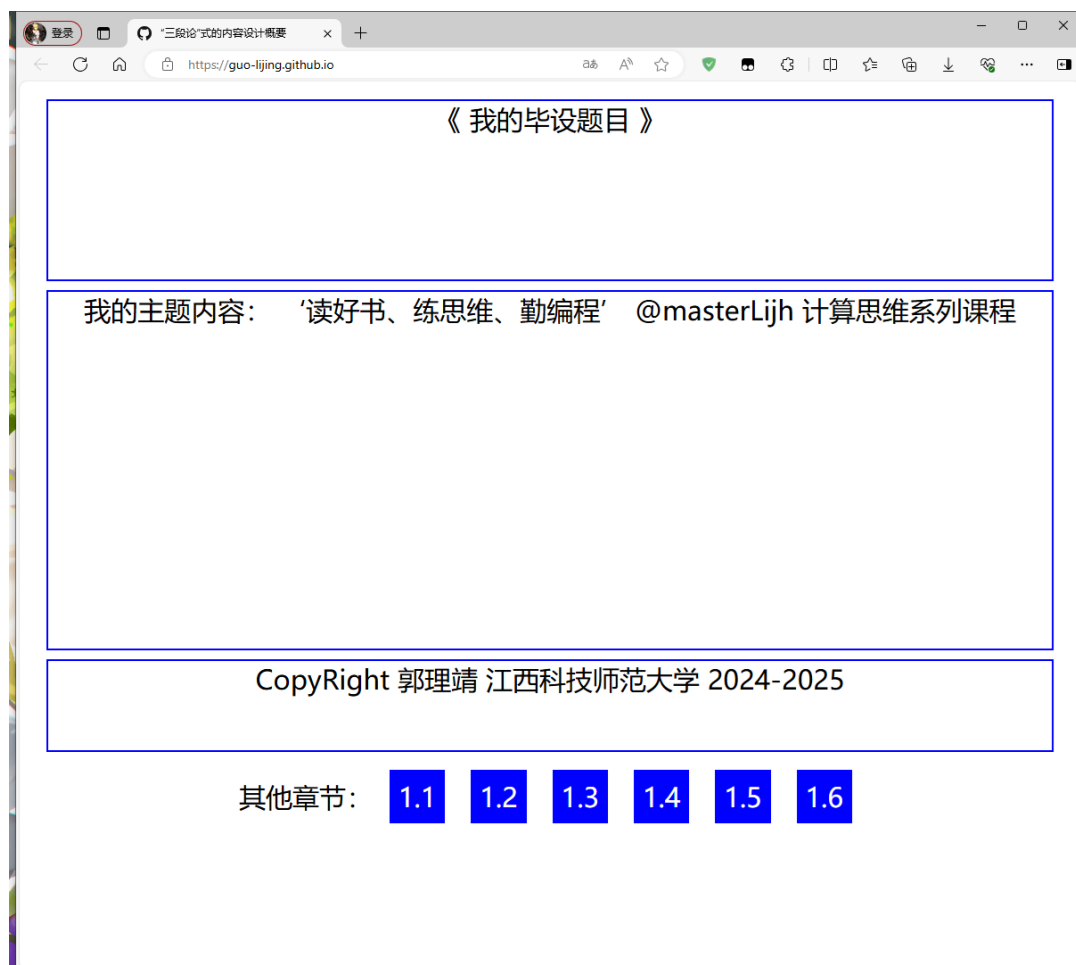 登录
“三段论”式的内容设计概要
https://guo-lijing.github.io
《 我的毕设题目 》
我的主题内容： ‘读好书、练思维、勤编程’ @masterLijh 计算思维系列课程
CopyRight 郭理靖 江西科技师范大学 2024-2025
其他章节： 1.1 1.2 1.3 1.4 1.5 1.6